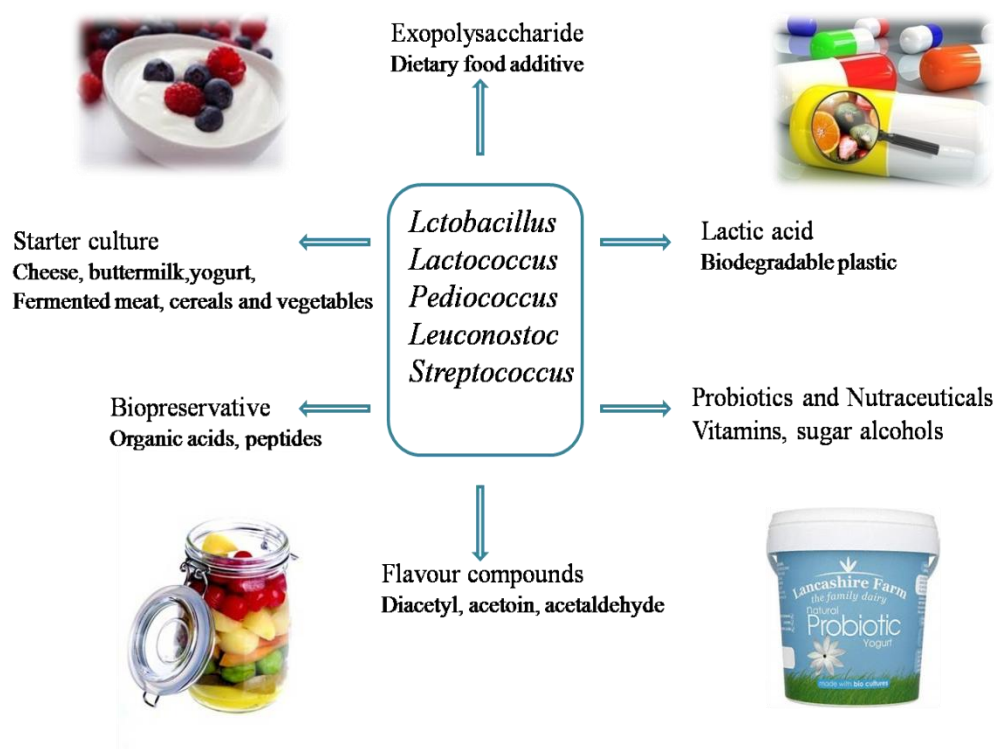 Exopolysaccharide
Dietary food additive
Starter culture
Cheese, buttermilk,yogurt,
Fermented meat, cereals and vegetables
Lctobacillus
Lactococcus
Pediococcus
Leuconostoc
Streptococcus
Lactic acid
Biodegradable plastic
Biopreservative
Organic acids, peptides
Probiotics and Nutraceuticals
Vitamins, sugar alcohols
Flavour compounds
Diacetyl, acetoin, acetaldehyde
Lancashire Farm
the family dairy
Natural
Probiotic
Yogurt
made with bio cultures